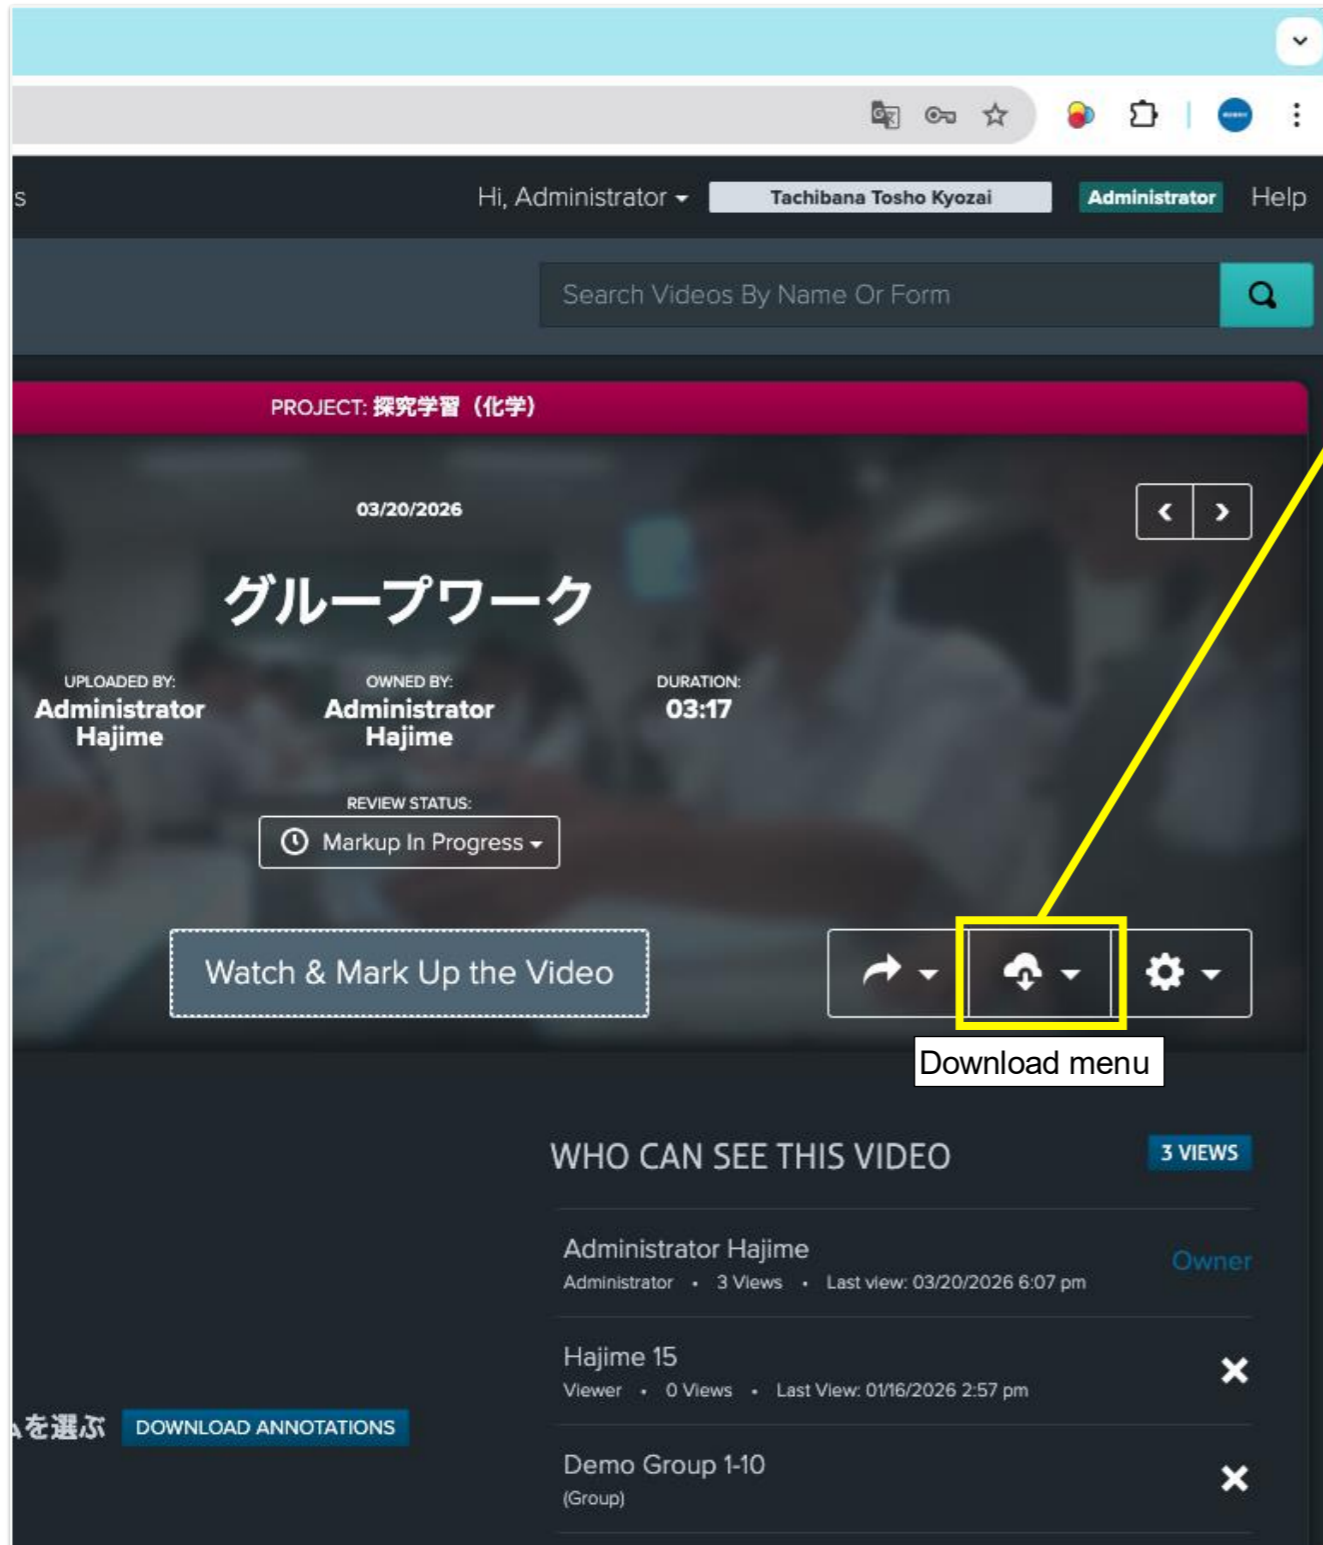 s
Hi, Administrator
Tachibana Tosho Kyozai
Administrator
Help
Search Videos By Name Or Form
PROJECT: 探究学習（化学）
03/20/2026
グループワーク
UPLOADED BY:
Administrator
Hajime
OWNED BY:
Administrator
Hajime
DURATION:
03:17
REVIEW STATUS:
Markup In Progress
Watch & Mark Up the Video
Download menu
WHO CAN SEE THIS VIDEO
3 VIEWS
Administrator Hajime
Owner
Administrator • 3 Views • Last view: 03/20/2026 6:07 pm
Hajime 15
Viewer • 0 Views • Last View: 01/16/2026 2:57 pm
を選ぶ
DOWNLOAD ANNOTATIONS
Demo Group 1-10
(Group)